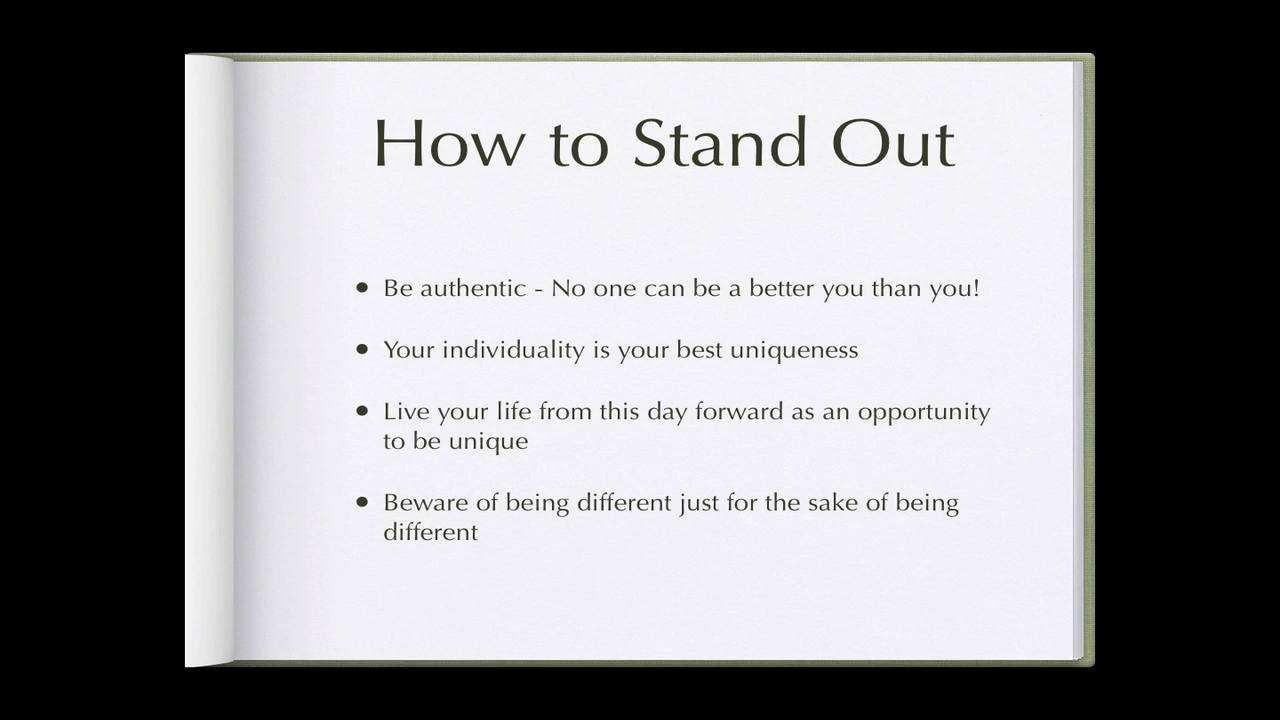 How to Stand Out
• Be authentic - No one can be a better you than you!
• Your individuality is your best uniqueness
• Live your life from this day forward as an opportunity
to be unique
• Beware of being different just for the sake of being
different